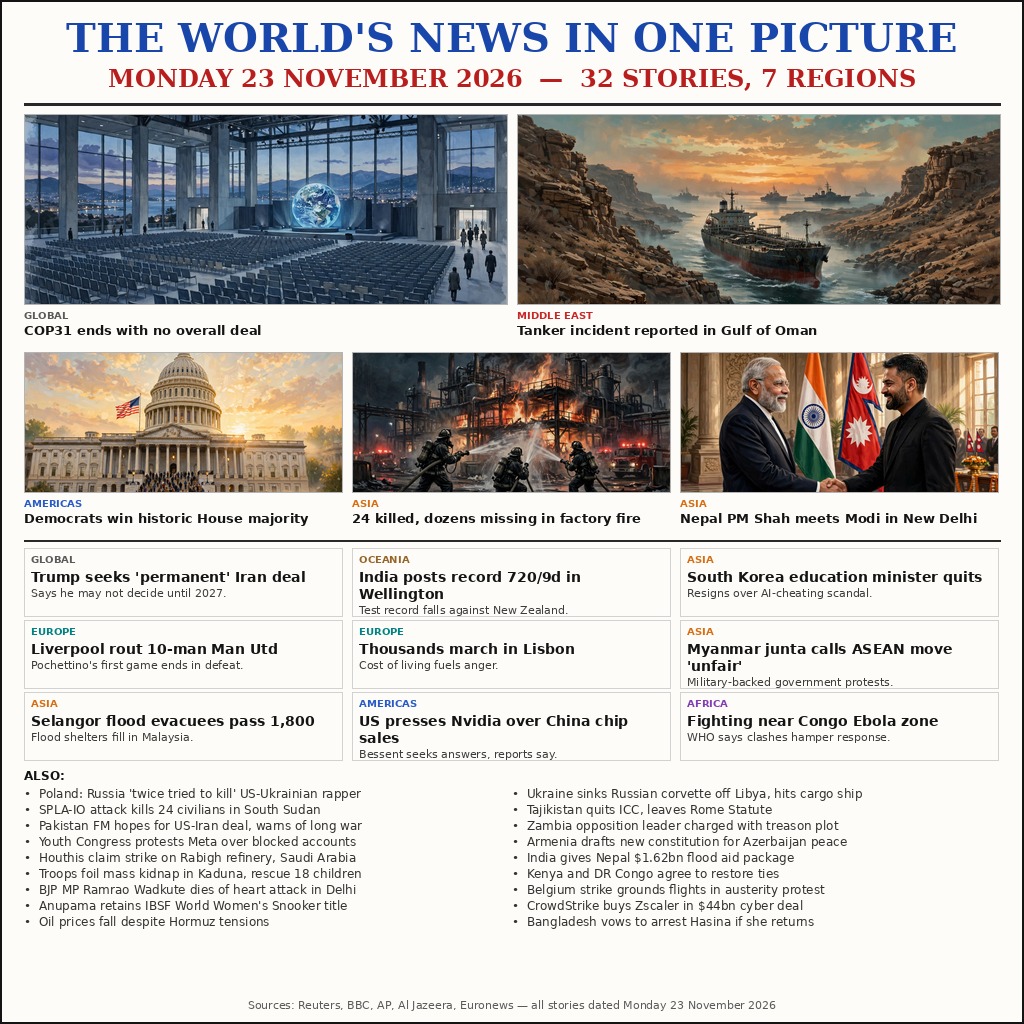 THE WORLD'S NEWS IN ONE PICTURE
MONDAY 23 NOVEMBER 2026 — 32 STORIES, 7 REGIONS
GLOBAL
COP31 ends with no overall deal
MIDDLE EAST
Tanker incident reported in Gulf of Oman
AMERICAS
Democrats win historic House majority
ASIA
24 killed, dozens missing in factory fire
ASIA
Nepal PM Shah meets Modi in New Delhi
GLOBAL
Trump seeks 'permanent' Iran deal
Says he may not decide until 2027.
OCEANIA
India posts record 720/9d in
Wellington
Test record falls against New Zealand.
ASIA
South Korea education minister quits
Resigns over AI-cheating scandal.
EUROPE
Liverpool rout 10-man Man Utd
Pochettino's first game ends in defeat.
EUROPE
Thousands march in Lisbon
Cost of living fuels anger.
ASIA
Myanmar junta calls ASEAN move
'unfair'
Military-backed government protests.
ASIA
Selangor flood evacuees pass 1,800
Flood shelters fill in Malaysia.
AMERICAS
US presses Nvidia over China chip
sales
Bessent seeks answers, reports say.
AFRICA
Fighting near Congo Ebola zone
WHO says clashes hamper response.
ALSO:
• Poland: Russia 'twice tried to kill' US-Ukrainian rapper
• SPLA-IO attack kills 24 civilians in South Sudan
• Pakistan FM hopes for US-Iran deal, warns of long war
• Youth Congress protests Meta over blocked accounts
• Houthis claim strike on Rabigh refinery, Saudi Arabia
• Troops foil mass kidnap in Kaduna, rescue 18 children
• BJP MP Ramrao Wadkute dies of heart attack in Delhi
• Anupama retains IBSF World Women's Snooker title
• Oil prices fall despite Hormuz tensions
• Ukraine sinks Russian corvette off Libya, hits cargo ship
• Tajikistan quits ICC, leaves Rome Statute
• Zambia opposition leader charged with treason plot
• Armenia drafts new constitution for Azerbaijan peace
• India gives Nepal $1.62bn flood aid package
• Kenya and DR Congo agree to restore ties
• Belgium strike grounds flights in austerity protest
• CrowdStrike buys Zscaler in $44bn cyber deal
• Bangladesh vows to arrest Hasina if she returns
Sources: Reuters, BBC, AP, Al Jazeera, Euronews — all stories dated Monday 23 November 2026